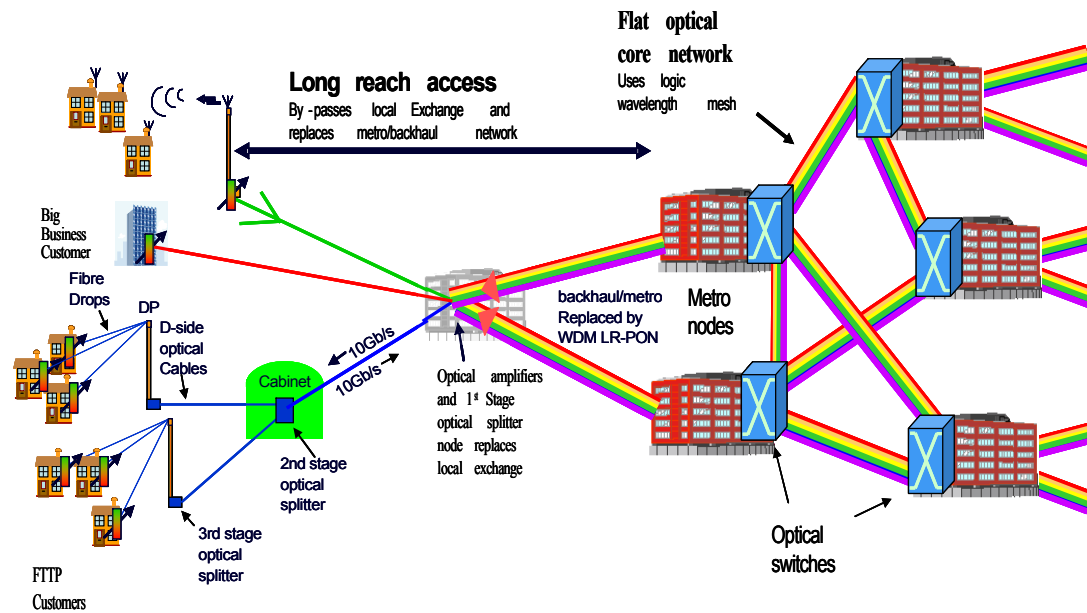 Flat optical
core network
Uses logic
wavelength mesh
Long reach access
By-passes local Exchange and
replaces metro/backhaul network
Big
Business
Customer
Fibre
Drops
DP
D-side
optical
Cables
Cabinet
10Gb/s
10Gb/s
backhaul/metro
Replaced by
WDM LR-PON
Metro
nodes
Optical amplifiers
and 1st Stage
optical splitter
node replaces
local exchange
2nd stage
optical
splitter
3rd stage
optical
splitter
Optical
switches
FTTP
Customers